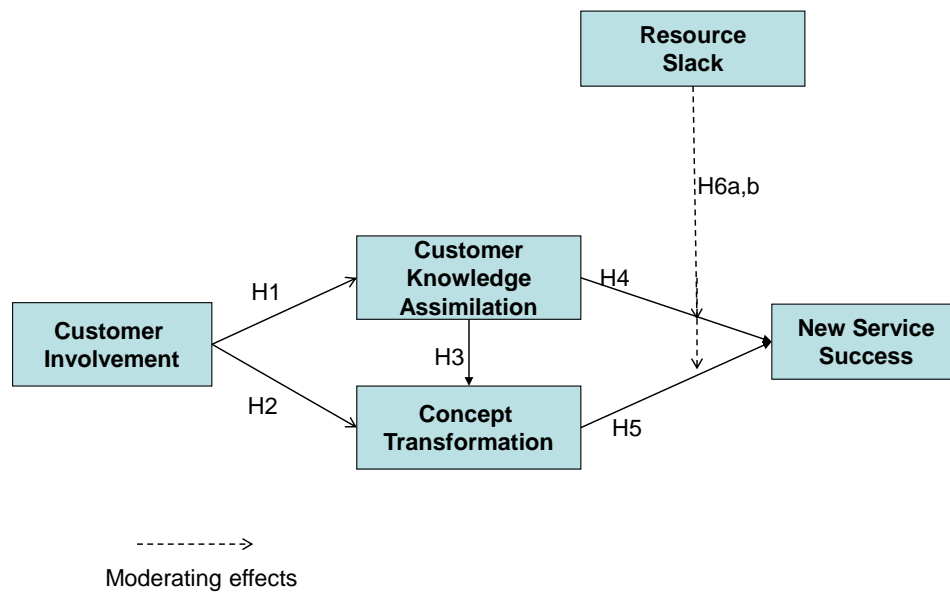 Resource
Slack
H6a,b
Customer
Knowledge
Assimilation
H4
H1
Customer
Involvement
New Service
Success
H3
H2
Concept
Transformation
H5
Moderating effects